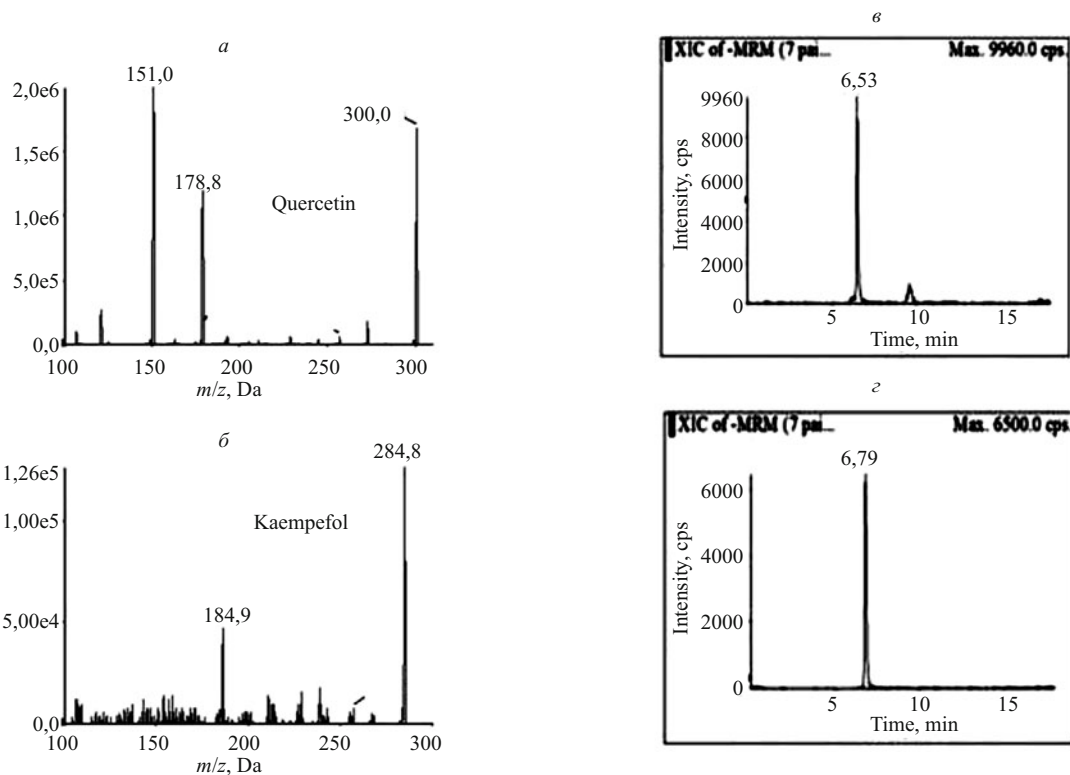 а
151,0
2,0e6
300,0
1,5e6
178,8
Quercetin
1,0e6
5,0e5
0,0
100 150 200 250 300
m/z, Da
б
284,8
1,26e5
Kaempefol
1,00e5
184,9
5,00e4
0,0
100 150 200 250 300
m/z, Da
в
XIC of -MRM (7 pai... Max. 9960.0 cps.
6,53
9960
8000
6000
4000
2000
0
Intensity, cps
5 10 15
Time, min
г
XIC of -MRM (7 pai... Max. 6500.0 cps.
6,79
6000
4000
2000
0
Intensity, cps
5 10 15
Time, min